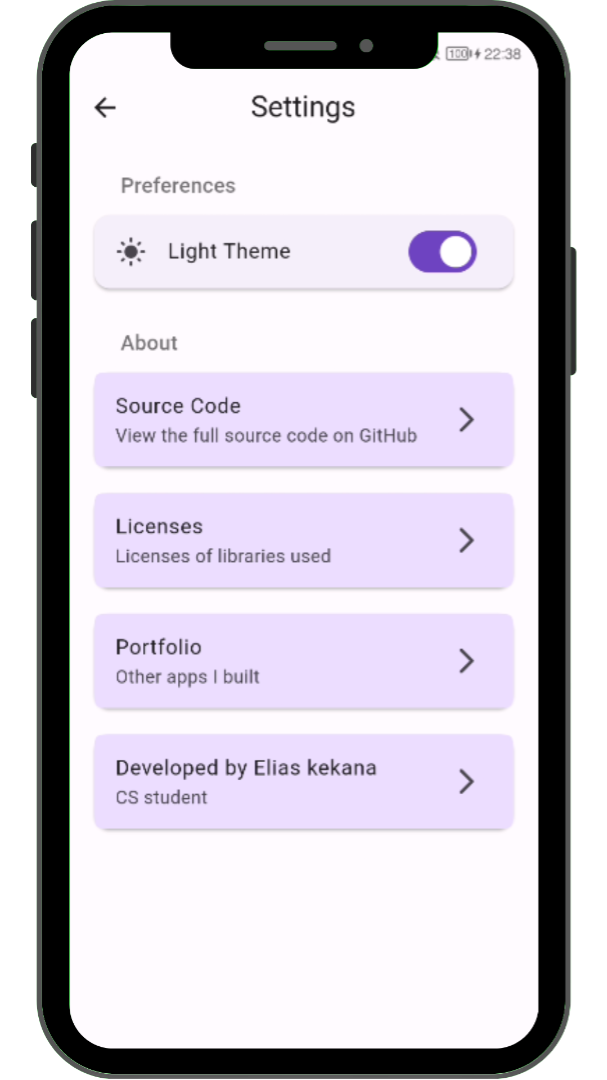 100 22:38
Settings
Preferences
Light Theme
About
Source Code
View the full source code on GitHub
Licenses
Licenses of libraries used
Portfolio
Other apps I built
Developed by Elias kekana
CS student